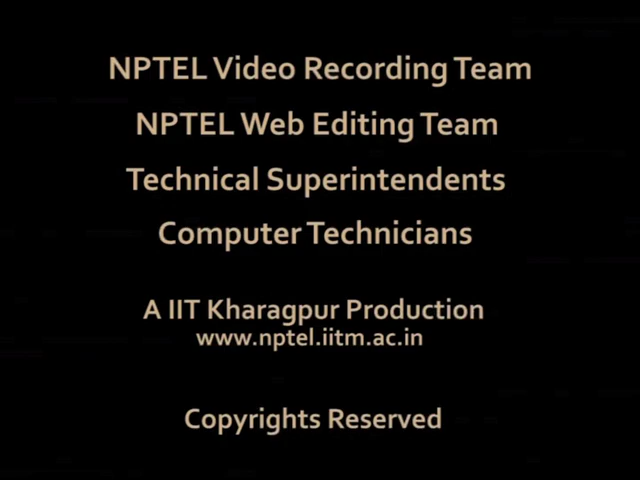 NPTEL Video Recording Team
NPTEL Web Editing Team
Technical Superintendents
Computer Technicians
A IIT Kharagpur Production
www.nptel.iitm.ac.in
Copyrights Reserved